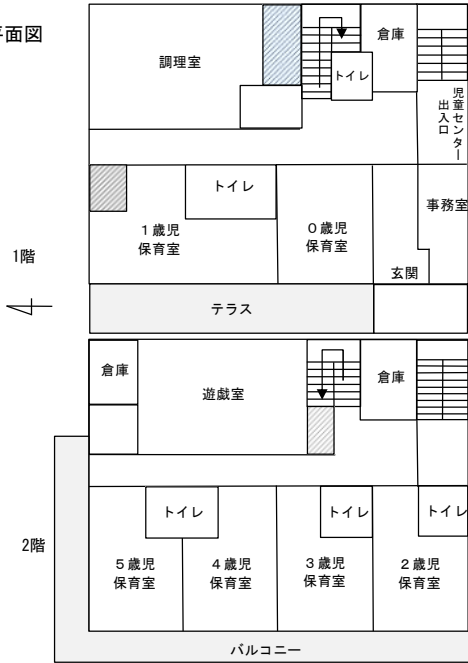 平面図
調理室
トイレ
倉庫
児童センター
出入口
トイレ
１歳児
保育室
０歳児
保育室
事務室
玄関
1階
テラス
倉庫
遊戯室
倉庫
トイレ
トイレ
トイレ
2階
５歳児
保育室
４歳児
保育室
３歳児
保育室
２歳児
保育室
バルコニー